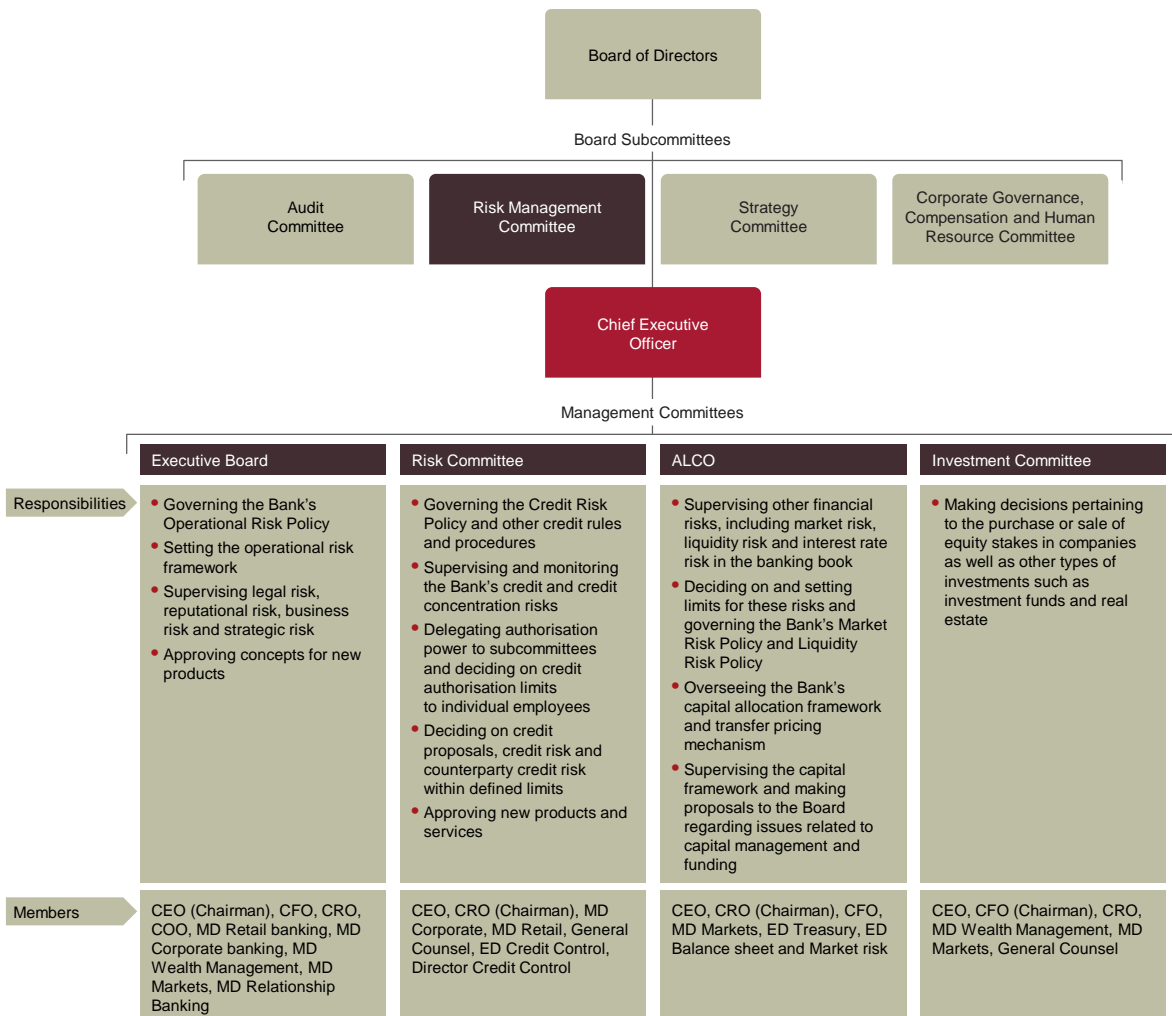 Board of Directors
Board Subcommittees
Audit
Committee
Risk Management
Committee
Strategy
Committee
Corporate Governance,
Compensation and Human
Resource Committee
Chief Executive
Officer
Management Committees
Executive Board
Risk Committee
ALCO
Investment Committee
Responsibilities
• Governing the Bank's
Operational Risk Policy
• Setting the operational risk
framework
• Supervising legal risk,
reputational risk, business
risk and strategic risk
• Approving concepts for new
products
• Governing the Credit Risk
Policy and other credit rules
and procedures
• Supervising and monitoring
the Bank's credit and credit
concentration risks
• Delegating authorisation
power to subcommittees
and deciding on credit
authorisation limits
to individual employees
• Deciding on credit
proposals, credit risk and
counterparty credit risk
within defined limits
• Approving new products and
services
• Supervising other financial
risks, including market risk,
liquidity risk and interest rate
risk in the banking book
• Deciding on and setting
limits for these risks and
governing the Bank's Market
Risk Policy and Liquidity
Risk Policy
• Overseeing the Bank's
capital allocation framework
and transfer pricing
mechanism
• Supervising the capital
framework and making
proposals to the Board
regarding issues related to
capital management and
funding
• Making decisions pertaining
to the purchase or sale of
equity stakes in companies
as well as other types of
investments such as
investment funds and real
estate
Members
CEO (Chairman), CFO, CRO,
COO, MD Retail banking, MD
Corporate banking, MD
Wealth Management, MD
Markets, MD Relationship
Banking
CEO, CRO (Chairman), MD
Corporate, MD Retail, General
Counsel, ED Credit Control,
Director Credit Control
CEO, CRO (Chairman), CFO,
MD Markets, ED Treasury, ED
Balance sheet and Market risk
CEO, CFO (Chairman), CRO,
MD Wealth Management, MD
Markets, General Counsel